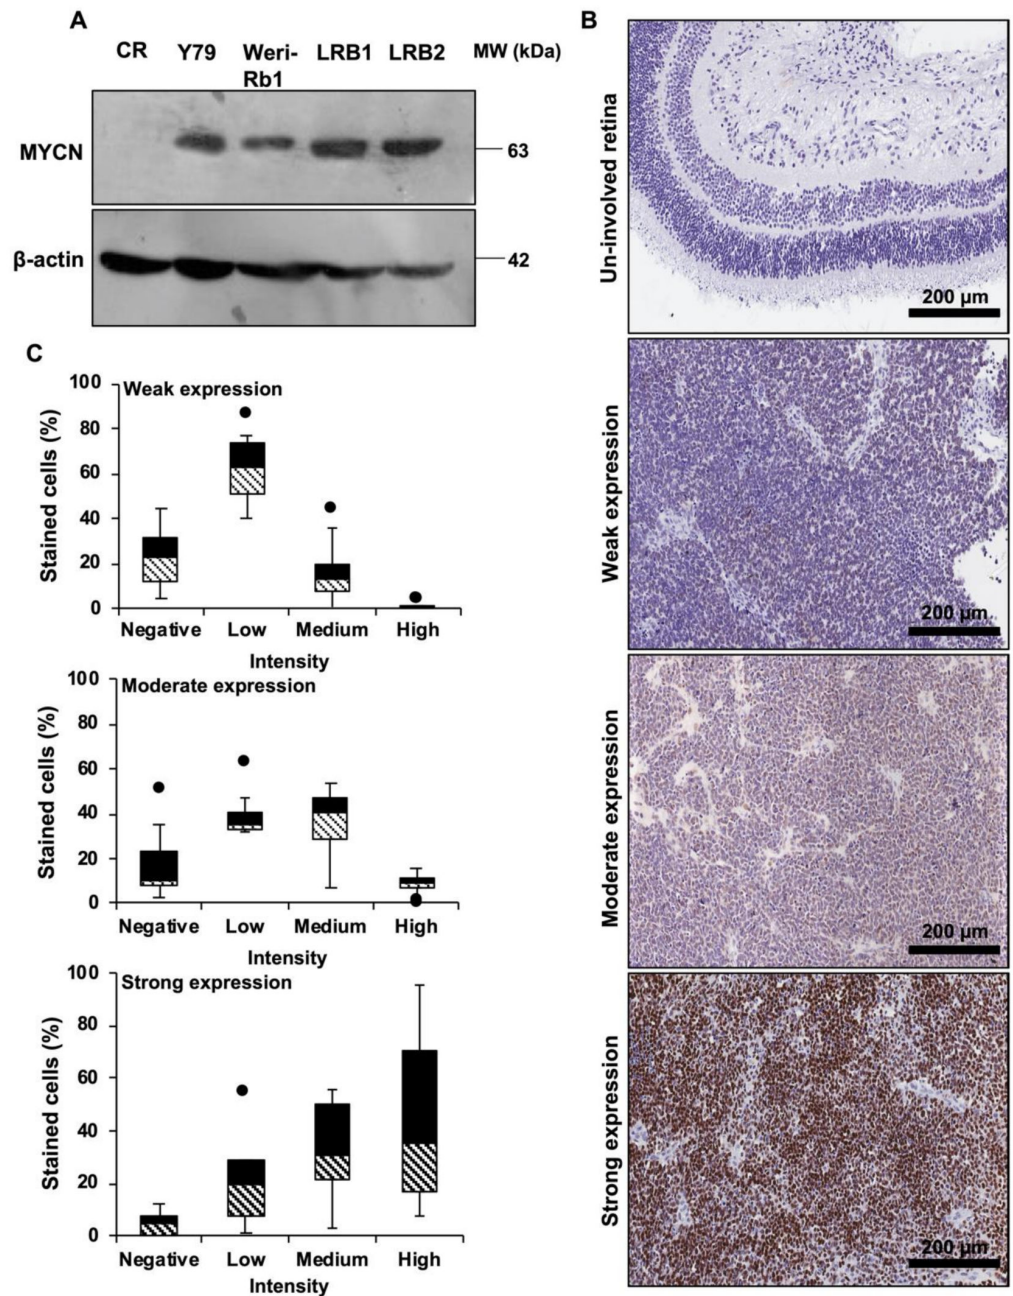 A
CR Y79 Weri-Rb1 LRB1 LRB2 MW (kDa)
MYCN
63
β-actin
42
B
Un-involved retina
200 µm
Weak expression
200 µm
Moderate expression
200 µm
Strong expression
200 µm
C
Weak expression
Stained cells (%)
100
80
60
40
20
0
Negative Low Medium High
Intensity
Moderate expression
Stained cells (%)
100
80
60
40
20
0
Negative Low Medium High
Intensity
Strong expression
Stained cells (%)
100
80
60
40
20
0
Negative Low Medium High
Intensity